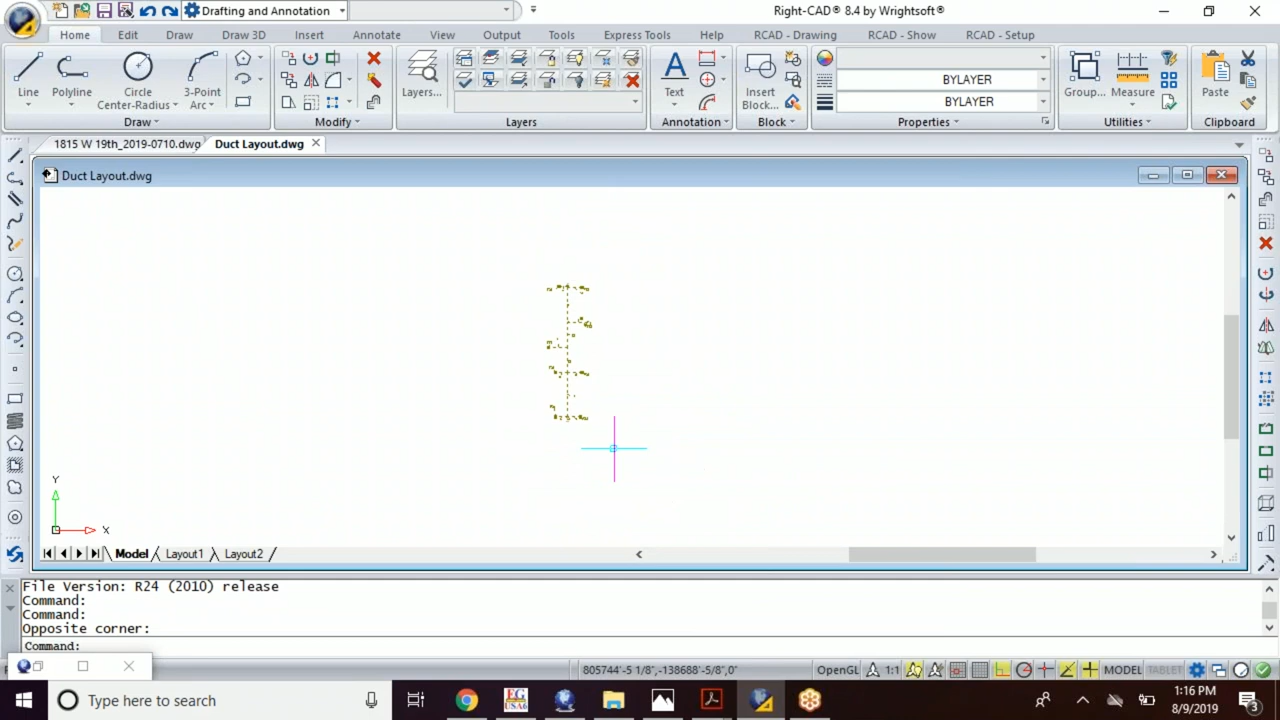 Drafting and Annotation
Right-CAD® 8.4 by Wrightsoft®
Home Edit Draw Draw 3D Insert Annotate View Output Tools Help Express Tools RCAD - Drawing RCAD - Show RCAD - Setup
Line Polyline Circle Center-Radius 3-Point Arc
Layers...
Text
Insert Block...
BYLAYER
BYLAYER
Group... Measure
Paste
Draw Modify Layers Annotation Block Properties Utilities Clipboard
1815 W 19th_2019-0710.dwg Duct Layout.dwg
Duct Layout.dwg
Y
X
Model Layout1 Layout2
File Version: R24 (2010) release
Command:
Command:
Opposite corner:
Command:
805744'-5 1/8",-138688'-5/8",0" OpenGL 1:1 MODEL TABLET
Type here to search
EG
USA6
1:16 PM
8/9/2019
3